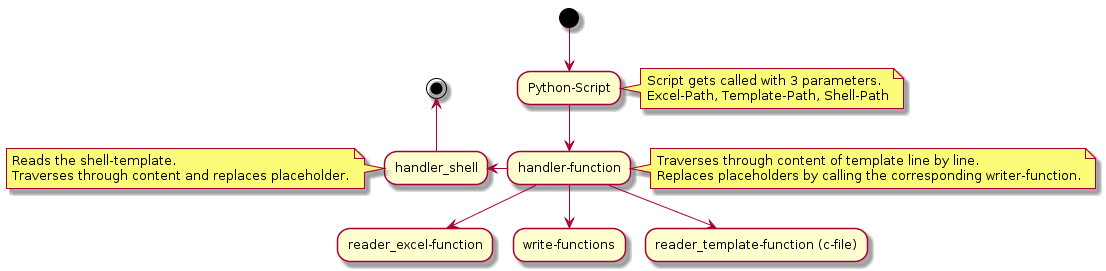 Python-Script
Script gets called with 3 parameters.
Excel-Path, Template-Path, Shell-Path
Reads the shell-template.
Traverses through content and replaces placeholder.
handler_shell
handler-function
Traverses through content of template line by line.
Replaces placeholders by calling the corresponding writer-function.
reader_excel-function
write-functions
reader_template-function (c-file)